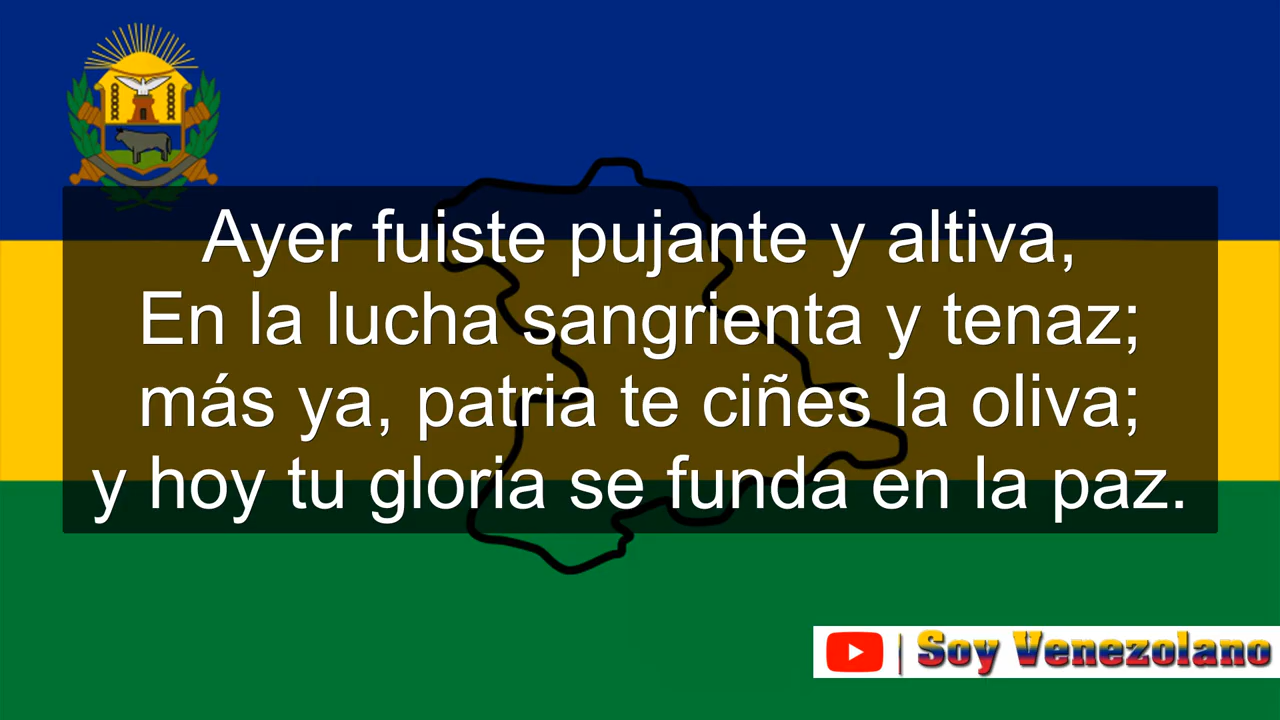 Ayer fuiste pujante y altiva,
En la lucha sangrienta y tenaz;
más ya, patria te ciñes la oliva;
y hoy tu gloria se funda en la paz.
| Soy Venezolano